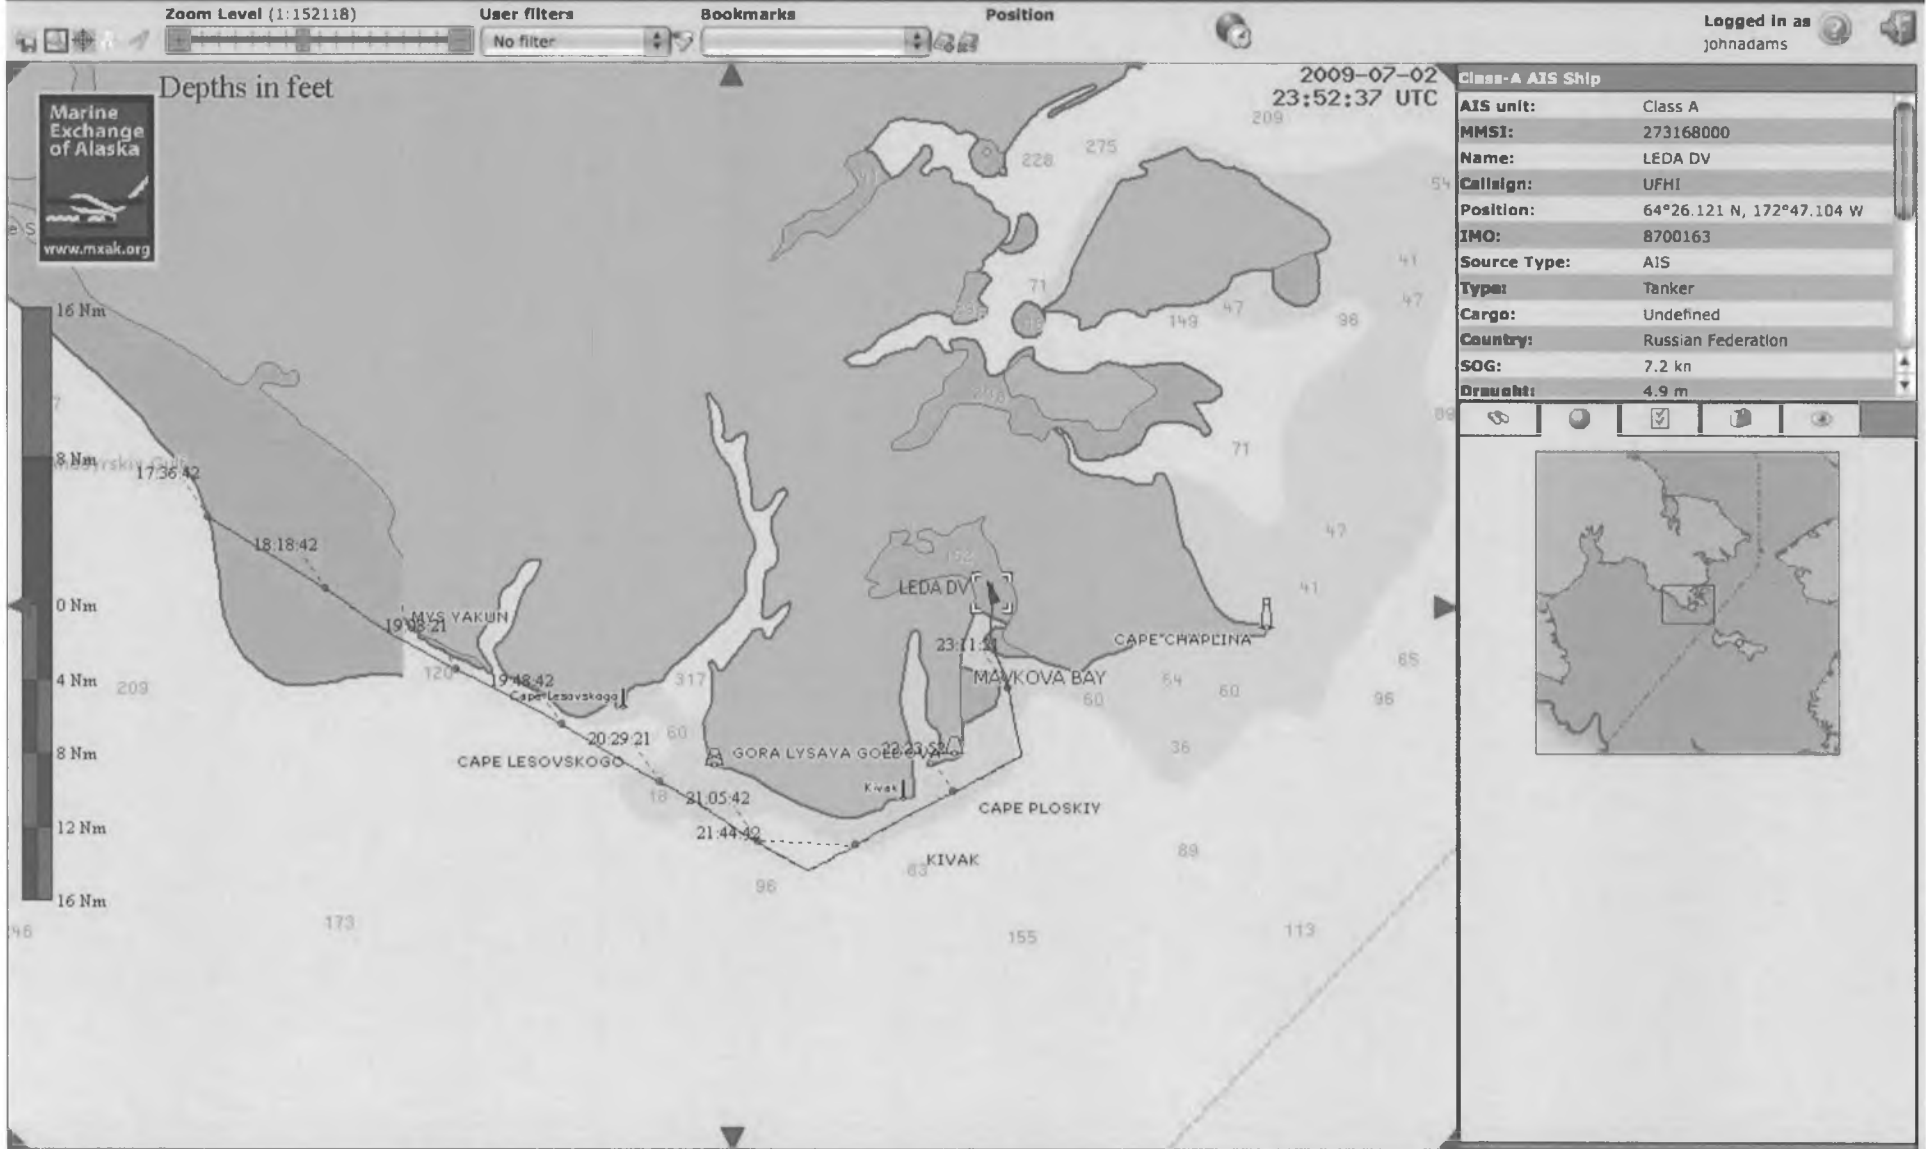 Zoom Level (1:152118)
User filters
Bookmarks
Position
No filter
Logged in as
johnadams
Depths in feet
2009-07-02
23:52:37 UTC
Marine
Exchange
of Alaska
www.mxak.org
Class-A AIS Ship
AIS unit: Class A
MMSI: 273168000
Name: LEDA DV
Callsign: UFHI
Position: 64°26.121 N, 172°47.104 W
IMO: 8700163
Source Type: AIS
Type: Tanker
Cargo: Undefined
Country: Russian Federation
SOG: 7.2 kn
Draught: 4.9 m
209
275
228
54
41
71
47
47
149
96
89
71
47
41
16 Nm
8 Nm
0 Nm
4 Nm
8 Nm
12 Nm
16 Nm
17:36:42
18:18:42
MYS YAKUN
19:08:21
120
209
19:48:42
Cape Lesovskogo
317
60
20:29:21
CAPE LESOVSKOGO
18
21:05:42
21:44:42
LEDA DV
23:11:21
MAVKOVA BAY
CAPE CHAPLINA
65
54
60
96
60
36
GORA LYSAYA GOLBOVA
22:23:52
Kivak
CAPE PLOSKIY
KIVAK
63
89
96
173
155
113